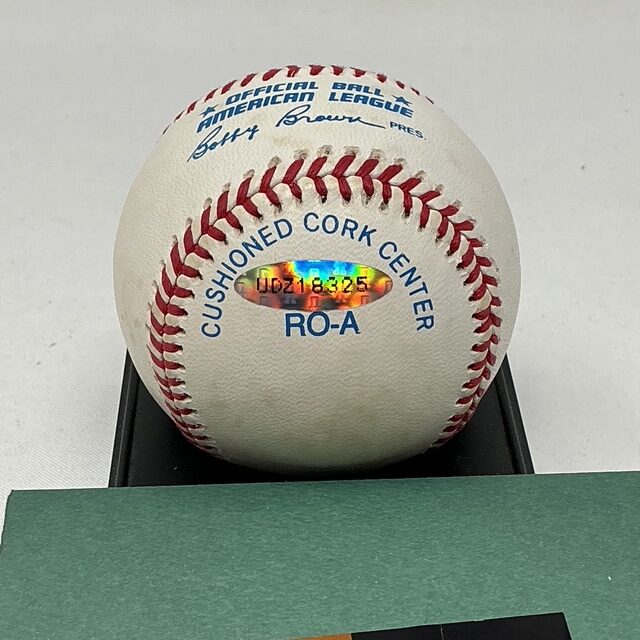 OFFICIAL BALL
AMERICAN LEAGUE
Bobby Brown PRES.
CUSHIONED CORK CENTER
UDZ18325
RO-A